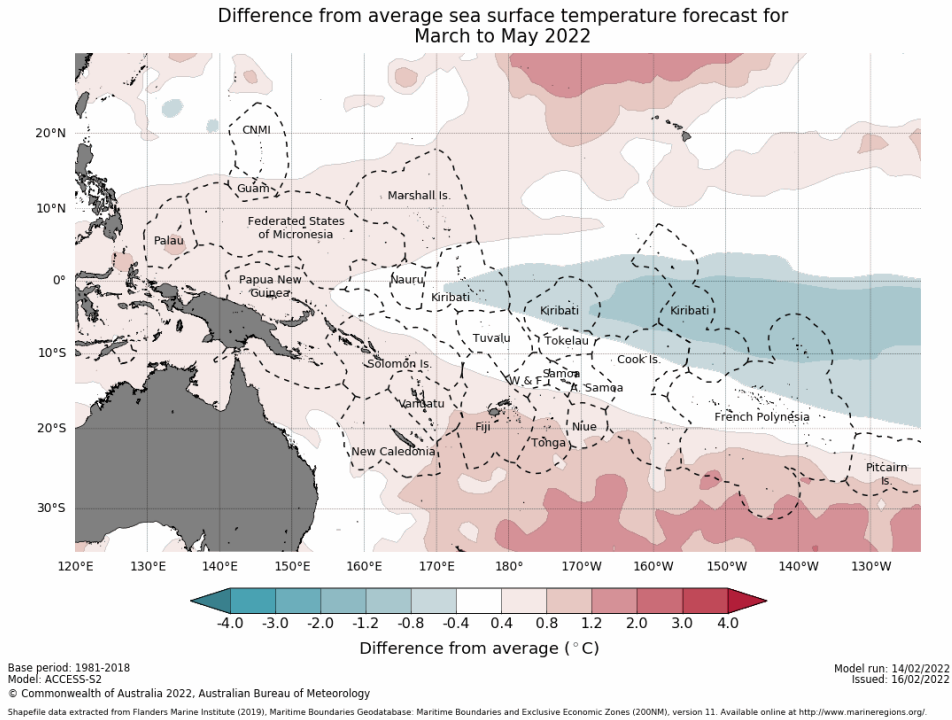 Difference from average sea surface temperature forecast for
March to May 2022
20°N
10°N
0°
10°S
20°S
30°S
CNMI
Guam
Marshall Is.
Federated States
of Micronesia
Palau
Papua New
Guinea
Nauru
Kiribati
Kiribati
Kiribati
Tuvalu
Tokelau
Cook Is.
Solomon Is.
W & F
Samoa
A. Samoa
Vanuatu
French Polynesia
Fiji
Niue
Tonga
New Caledonia
Pitcairn
Is.
120°E 130°E 140°E 150°E 160°E 170°E 180° 170°W 160°W 150°W 140°W 130°W
-4.0 -3.0 -2.0 -1.2 -0.8 -0.4 0.4 0.8 1.2 2.0 3.0 4.0
Difference from average (°C)
Base period: 1981-2018
Model: ACCESS-S2
© Commonwealth of Australia 2022, Australian Bureau of Meteorology
Model run: 14/02/2022
Issued: 16/02/2022
Shapefile data extracted from Flanders Marine Institute (2019), Maritime Boundaries Geodatabase: Maritime Boundaries and Exclusive Economic Zones (200NM), version 11. Available online at http://www.marineregions.org/.